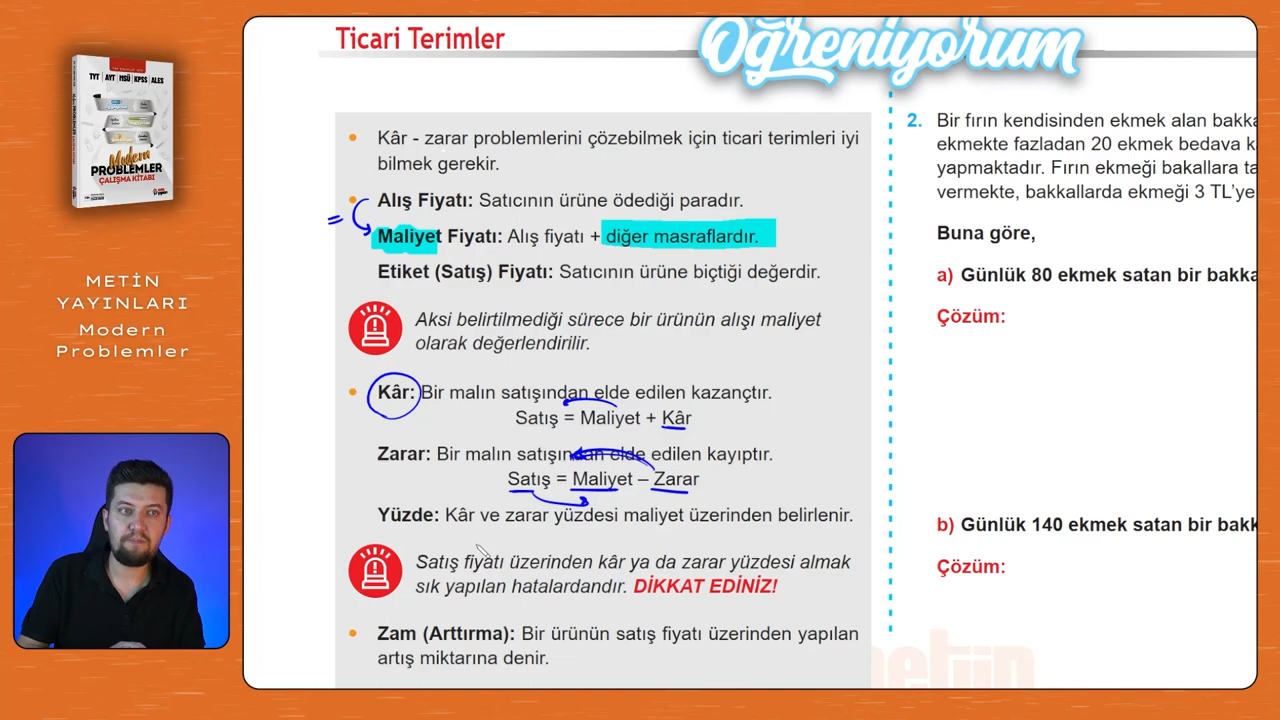 TYT AYT MSÜ KPSS ALES
Modern
PROBLEMLER
ÇALIŞMA KİTABI
METİN
YAYINLARI
Modern
Problemler
Ticari Terimler
Öğreniyorum
Kâr - zarar problemlerini çözebilmek için ticari terimleri iyi
bilmek gerekir.
Alış Fiyatı: Satıcının ürüne ödediği paradır.
=
Maliyet Fiyatı: Alış fiyatı + diğer masraflardır.
Etiket (Satış) Fiyatı: Satıcının ürüne biçtiği değerdir.
Aksi belirtilmediği sürece bir ürünün alışı maliyet
olarak değerlendirilir.
Kâr: Bir malın satışından elde edilen kazançtır.
Satış = Maliyet + Kâr
Zarar: Bir malın satışından elde edilen kayıptır.
Satış = Maliyet – Zarar
Yüzde: Kâr ve zarar yüzdesi maliyet üzerinden belirlenir.
Satış fiyatı üzerinden kâr ya da zarar yüzdesi almak
sık yapılan hatalardandır. DİKKAT EDİNİZ!
Zam (Arttırma): Bir ürünün satış fiyatı üzerinden yapılan
artış miktarına denir.
2. Bir fırın kendisinden ekmek alan bakka
ekmekte fazladan 20 ekmek bedava k
yapmaktadır. Fırın ekmeği bakallara ta
vermekte, bakkallarda ekmeği 3 TL'ye
Buna göre,
a) Günlük 80 ekmek satan bir bakka
Çözüm:
b) Günlük 140 ekmek satan bir bakk
Çözüm:
metin